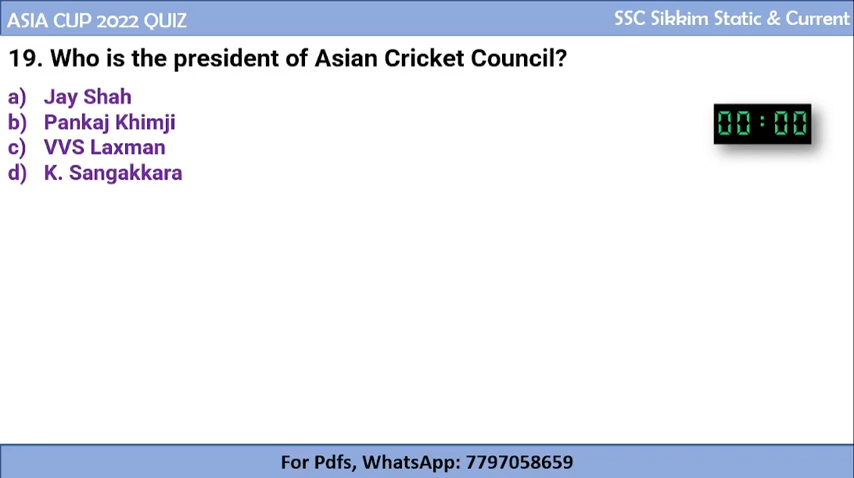 ASIA CUP 2022 QUIZ
SSC Sikkim Static & Current
19. Who is the president of Asian Cricket Council?
a) Jay Shah
b) Pankaj Khimji
c) VVS Laxman
d) K. Sangakkara
00:00
For Pdfs, WhatsApp: 7797058659